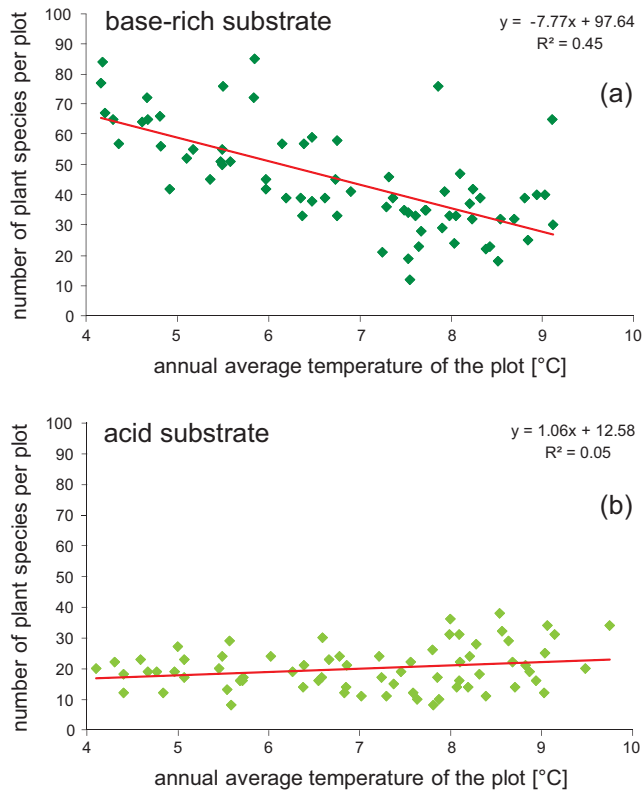 base-rich substrate
y =  -7.77x + 97.64
R² = 0.45
(a)
number of plant species per plot
100
90
80
70
60
50
40
30
20
10
0
4 5 6 7 8 9 10
annual average temperature of the plot [°C]
acid substrate
y = 1.06x + 12.58
R² = 0.05
(b)
number of plant species per plot
100
90
80
70
60
50
40
30
20
10
0
4 5 6 7 8 9 10
annual average temperature of the plot [°C]